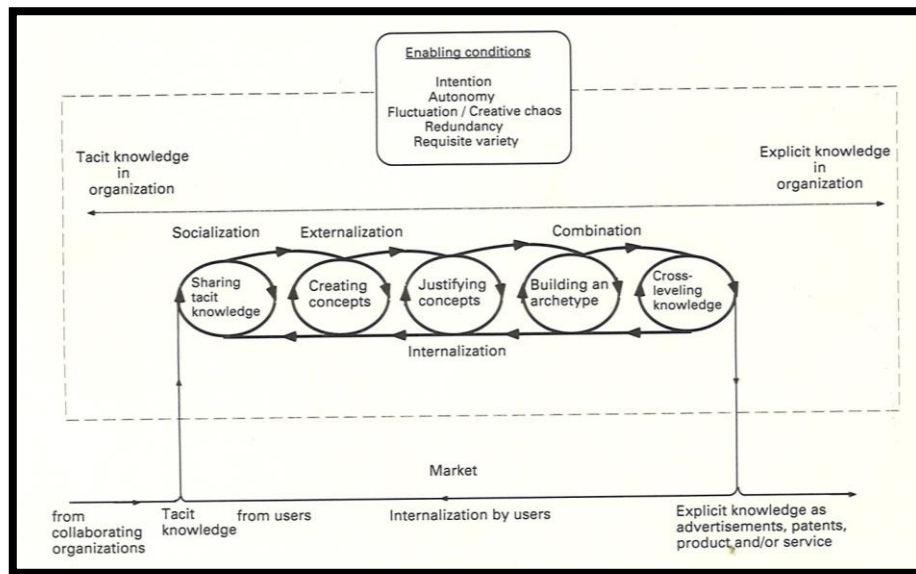 Enabling conditions
Intention
Autonomy
Fluctuation / Creative chaos
Redundancy
Requisite variety
Tacit knowledge
in
organization
Explicit knowledge
in
organization
Socialization
Externalization
Combination
Sharing
tacit
knowledge
Creating
concepts
Justifying
concepts
Building an
archetype
Cross-
leveling
knowledge
Internalization
Market
from
collaborating
organizations
Tacit
knowledge
from users
Internalization by users
Explicit knowledge as
advertisements, patents,
product and/or service